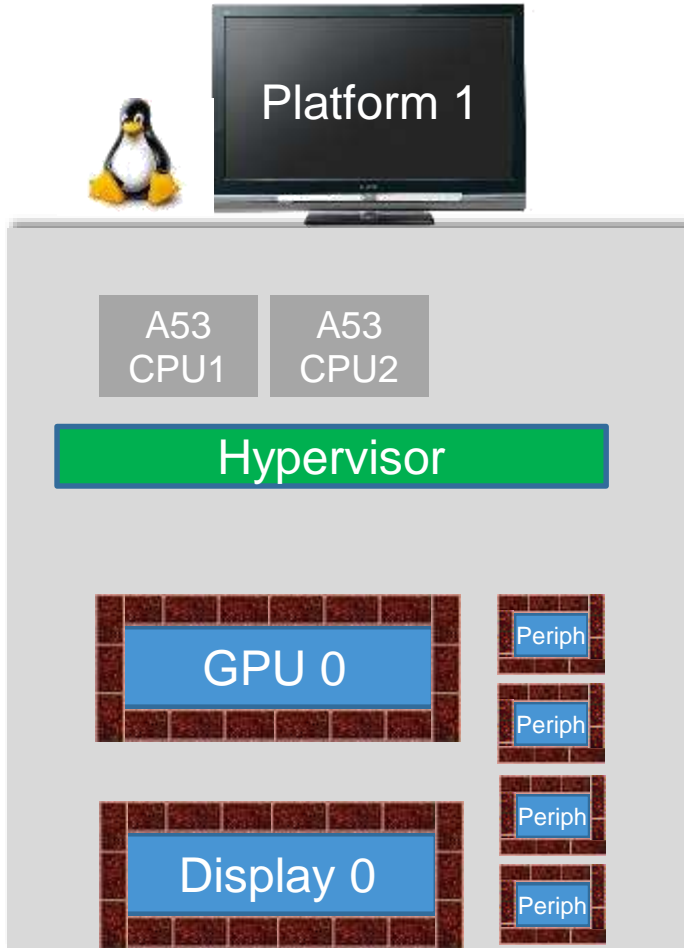 Platform 1
A53
CPU1
A53
CPU2
Hypervisor
GPU 0
Periph
Periph
Display 0
Periph
Periph